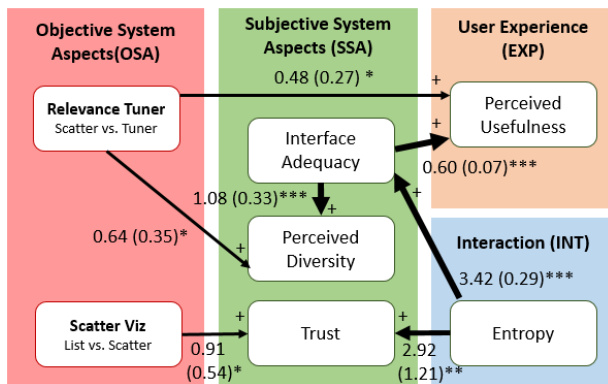 Objective System
Aspects(OSA)
Subjective System
Aspects (SSA)
User Experience
(EXP)
0.48 (0.27) *
+
Relevance Tuner
Scatter vs. Tuner
Perceived
Usefulness
+
Interface
Adequacy
0.60 (0.07)***
+
1.08 (0.33)***
+
0.64 (0.35)*
+
Perceived
Diversity
Interaction (INT)
3.42 (0.29)***
Scatter Viz
List vs. Scatter
+
Trust
+
Entropy
0.91
(0.54)*
2.92
(1.21)**